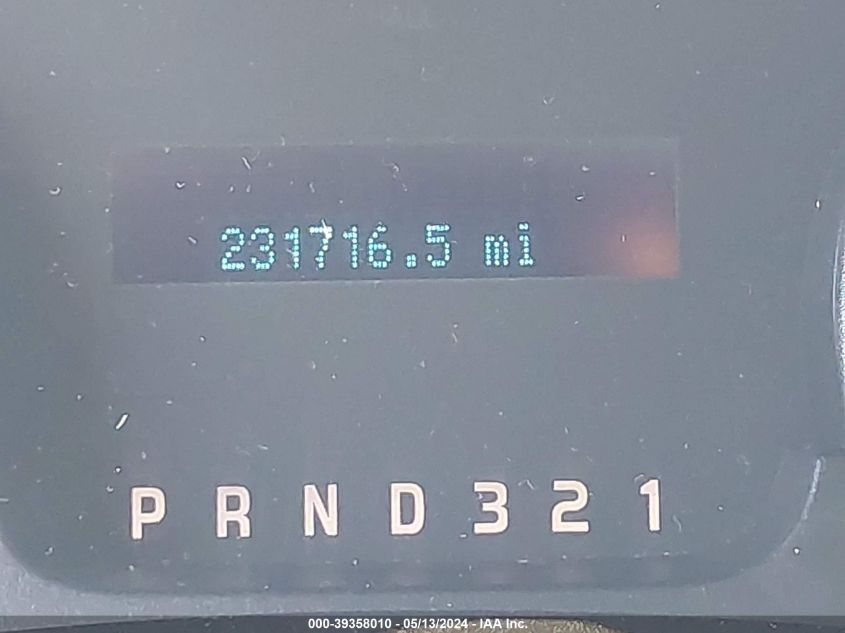 231716.5 mi
P R N D 3 2 1
000-39358010 - 05/13/2024 - IAA Inc.